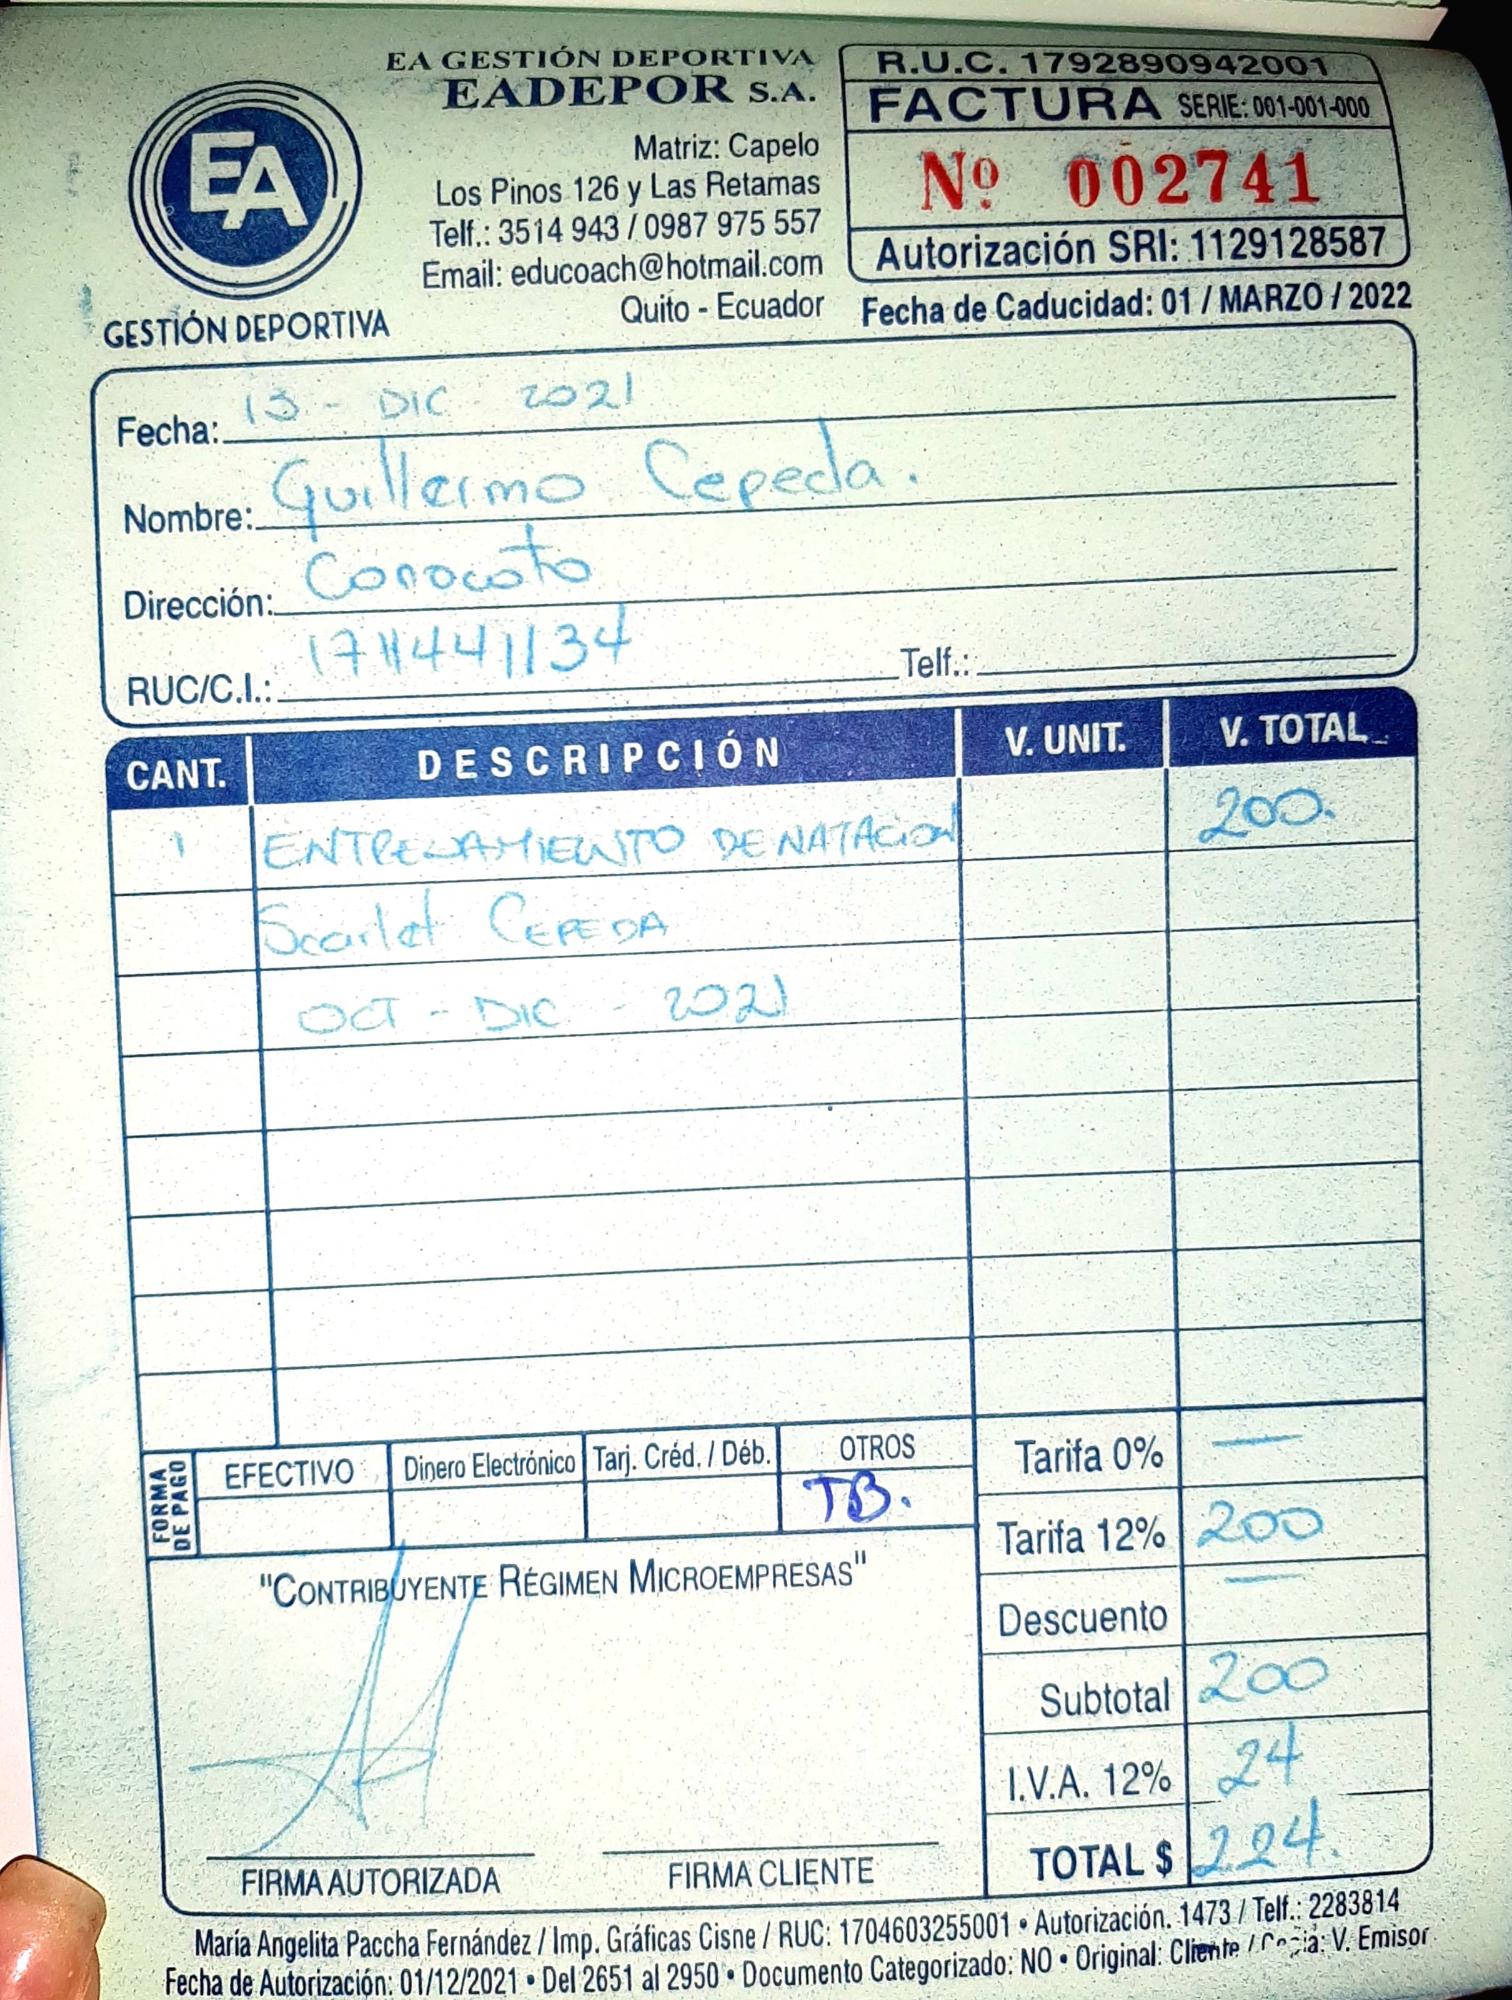 EA GESTIÓN DEPORTIVA
EADEPOR S.A.
Matriz: Capelo
Los Pinos 126 y Las Retamas
Telf.: 3514 943 / 0987 975 557
Email: educoach@hotmail.com
Quito - Ecuador
EA
GESTIÓN DEPORTIVA
R.U.C. 1792890942001
FACTURA SERIE: 001-001-000
Nº 002741
Autorización SRI: 1129128587
Fecha de Caducidad: 01 / MARZO / 2022
Fecha: 13 - DIC - 2021
Nombre: Guillermo Cepeda.
Dirección: Conocoto
RUC/C.I.: 1711441134 Telf.:
CANT. DESCRIPCIÓN V. UNIT. V. TOTAL
1 ENTRENAMIENTO DE NATACION 200.
Scarlet CEPEDA
OCT - DIC - 2021
FORMA DE PAGO
EFECTIVO Dinero Electrónico Tarj. Créd. / Déb. OTROS
TB.
Tarifa 0% —
Tarifa 12% 200
Descuento —
Subtotal 200
I.V.A. 12% 24
TOTAL $ 224.
"CONTRIBUYENTE RÉGIMEN MICROEMPRESAS"
FIRMA AUTORIZADA FIRMA CLIENTE
María Angelita Paccha Fernández / Imp. Gráficas Cisne / RUC: 1704603255001 • Autorización. 1473 / Telf.: 2283814
Fecha de Autorización: 01/12/2021 • Del 2651 al 2950 • Documento Categorizado: NO • Original: Cliente / Copia: V. Emisor